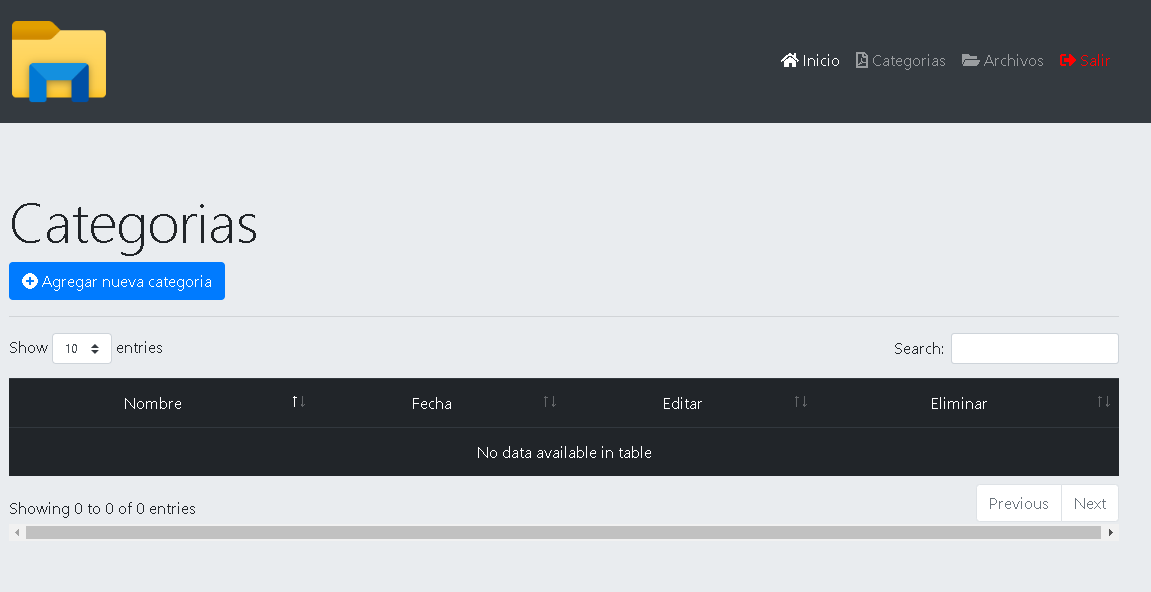 Inicio Categorias Archivos Salir
Categorias
Agregar nueva categoria
Show 10 entries Search:
Nombre Fecha Editar Eliminar
No data available in table
Showing 0 to 0 of 0 entries Previous Next